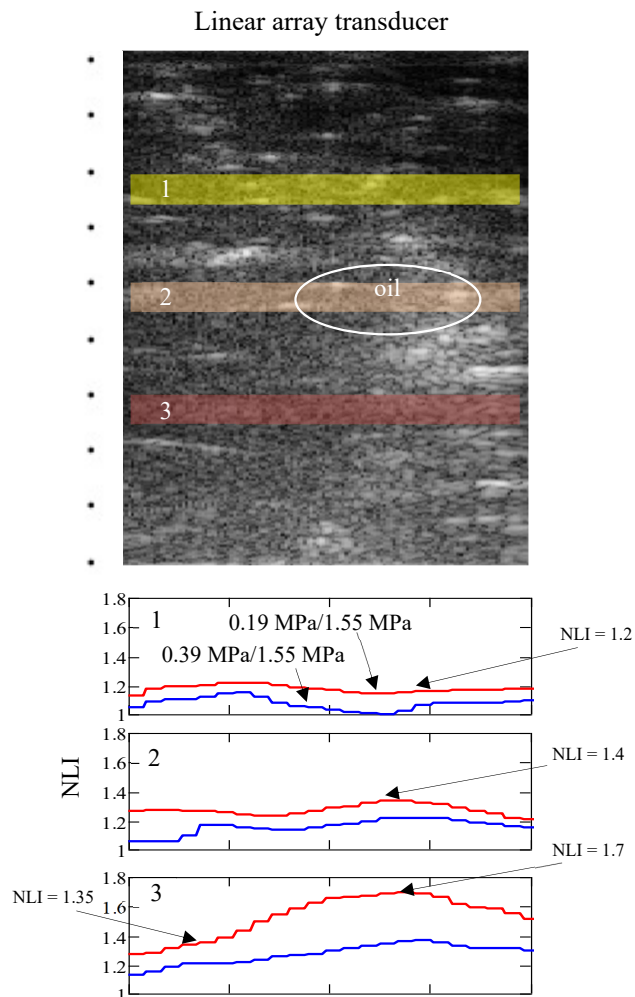 Linear array transducer
1
oil
2
3
1.8
1
1.6
0.19 MPa/1.55 MPa
NLI = 1.2
1.4
0.39 MPa/1.55 MPa
1.2
1
1.8
2
NLI = 1.4
1.6
1.4
1.2
1
NLI
NLI = 1.7
1.8
3
NLI = 1.35
1.6
1.4
1.2
1